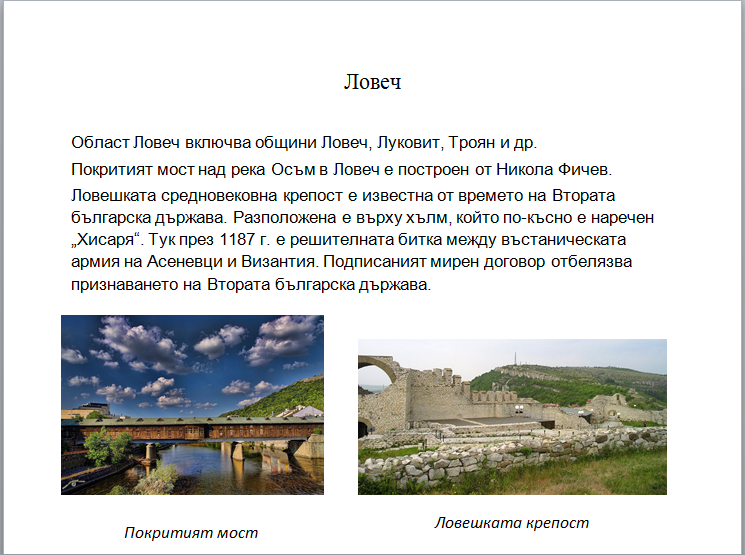 Ловеч
Област Ловеч включва общини Ловеч, Луковит, Троян и др.
Покритият мост над река Осъм в Ловеч е построен от Никола Фичев.
Ловешката средновековна крепост е известна от времето на Втората
българска държава. Разположена е върху хълм, който по-късно е наречен
„Хисаря“. Тук през 1187 г. е решителната битка между въстаническата
армия на Асеневци и Византия. Подписаният мирен договор отбелязва
признаването на Втората българска държава.
Ловешката крепост
Покритият мост